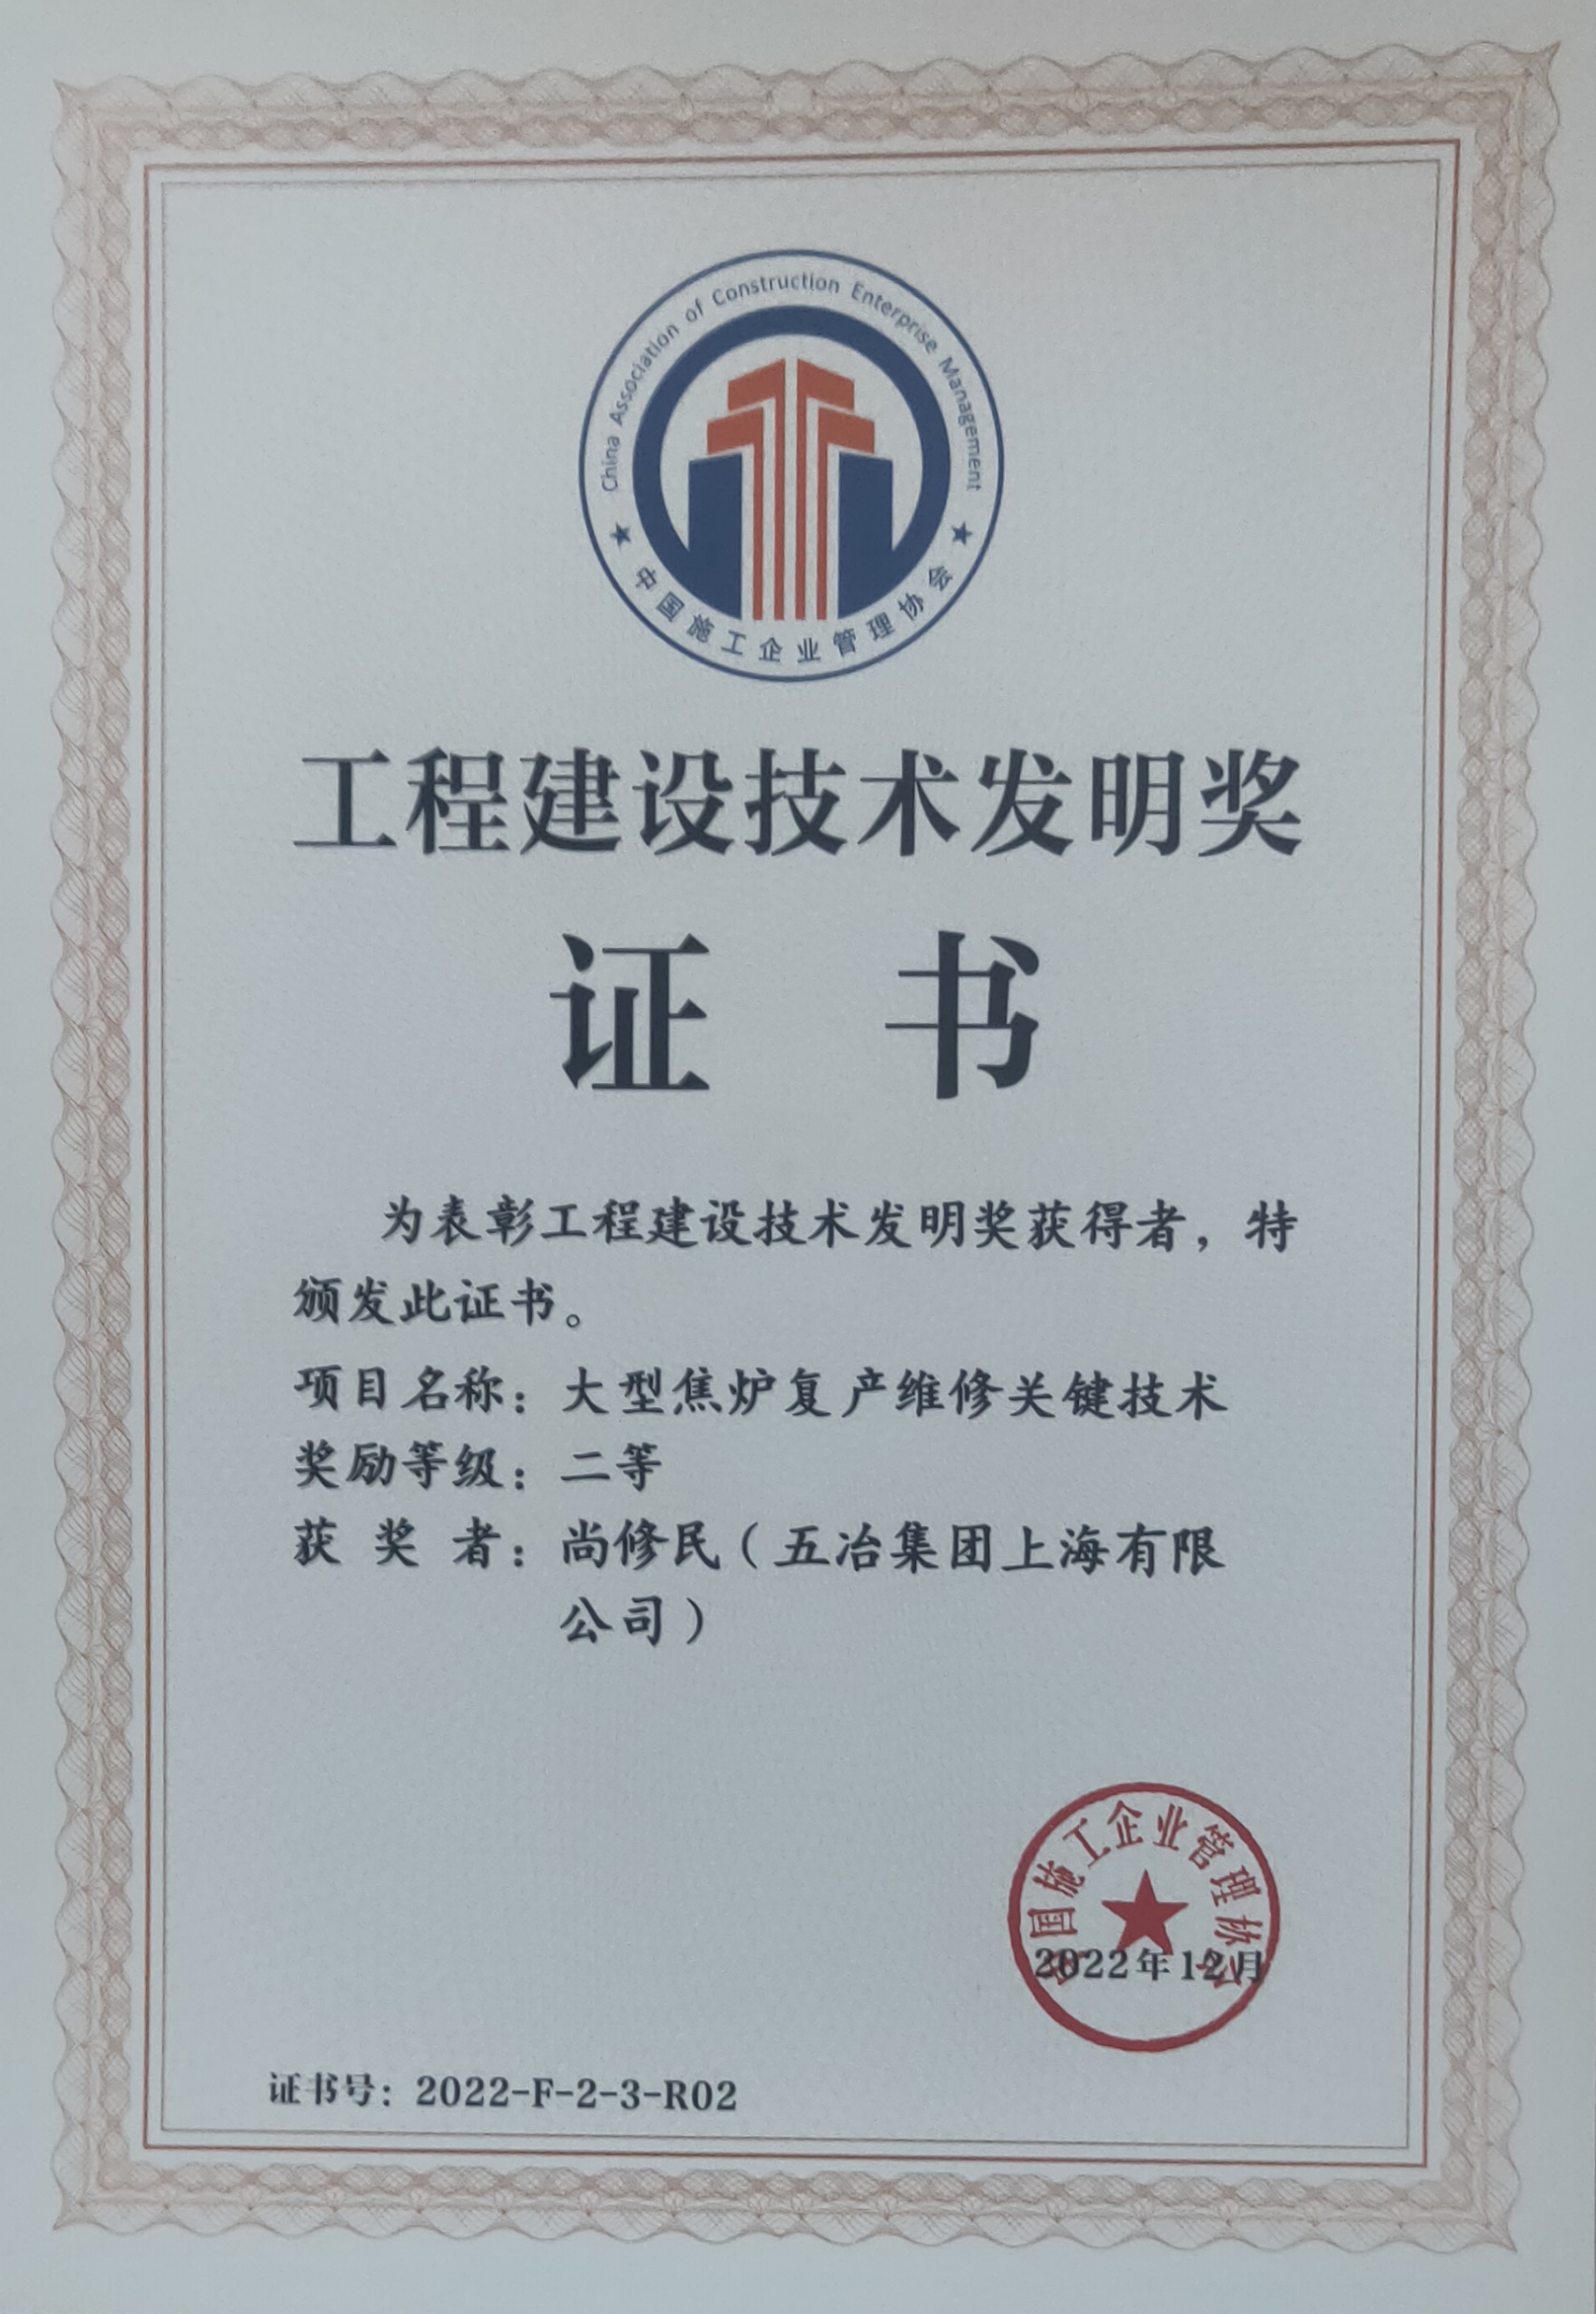 China Association of Construction Enterprise Management
中国施工企业管理协会
工程建设技术发明奖
证 书
为表彰工程建设技术发明奖获得者，特
颁发此证书。
项目名称：大型焦炉复产维修关键技术
奖励等级：二等
获 奖 者：尚修民（五冶集团上海有限
公司）
中国施工企业管理协会
2022年12月
证书号：2022-F-2-3-R02